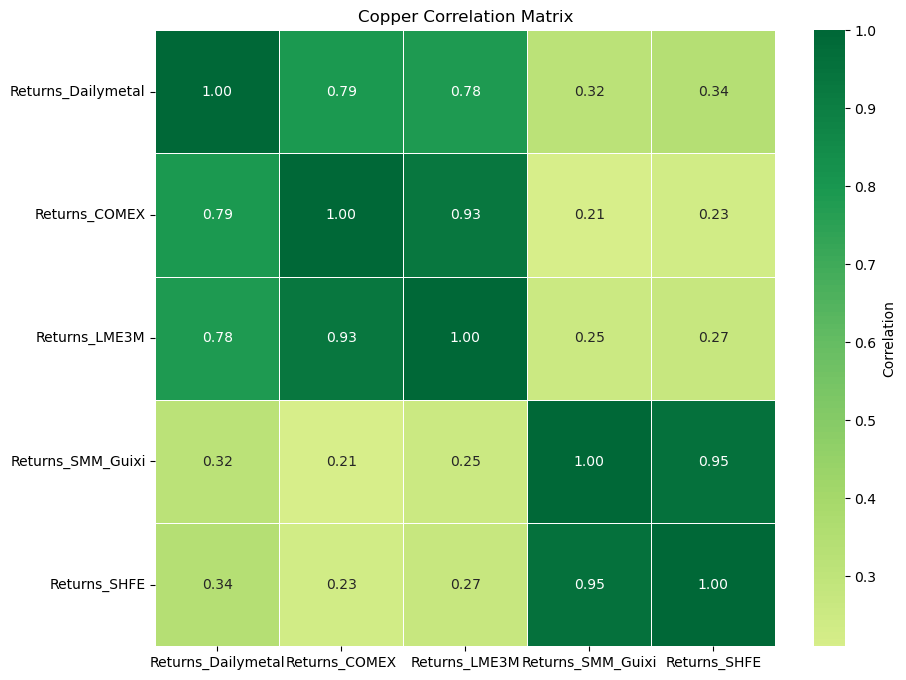 Copper Correlation Matrix
Returns_Dailymetal 1.00 0.79 0.78 0.32 0.34
Returns_COMEX 0.79 1.00 0.93 0.21 0.23
Returns_LME3M 0.78 0.93 1.00 0.25 0.27
Returns_SMM_Guixi 0.32 0.21 0.25 1.00 0.95
Returns_SHFE 0.34 0.23 0.27 0.95 1.00
Returns_Dailymetal Returns_COMEX Returns_LME3M Returns_SMM_Guixi Returns_SHFE
1.0
0.9
0.8
0.7
0.6
0.5
0.4
0.3
Correlation